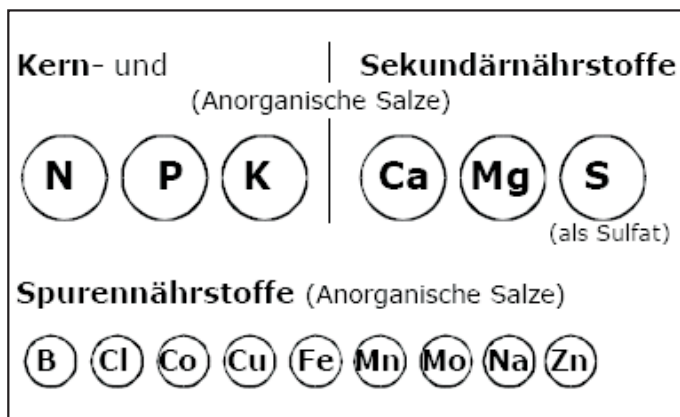 Kern- und Sekundärnährstoffe
(Anorganische Salze)
N P K Ca Mg S
(als Sulfat)
Spurennährstoffe (Anorganische Salze)
B Cl Co Cu Fe Mn Mo Na Zn